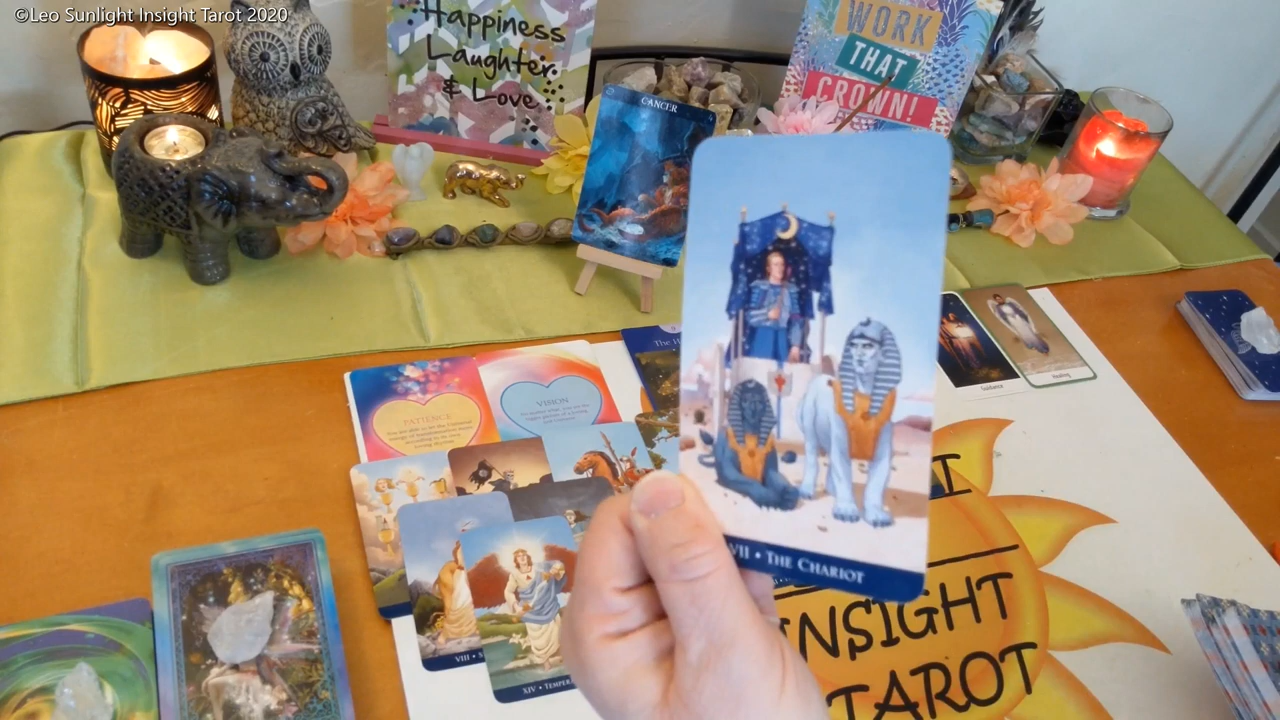 ©Leo Sunlight Insight Tarot 2020
Happiness
Laughter
& Love
WORK
THAT
CROWN!
CANCER
Guidance
Healing
The H
PATIENCE
VISION
VII • THE CHARIOT
VIII • S
XIV • TEMPER
INSIGHT
TAROT